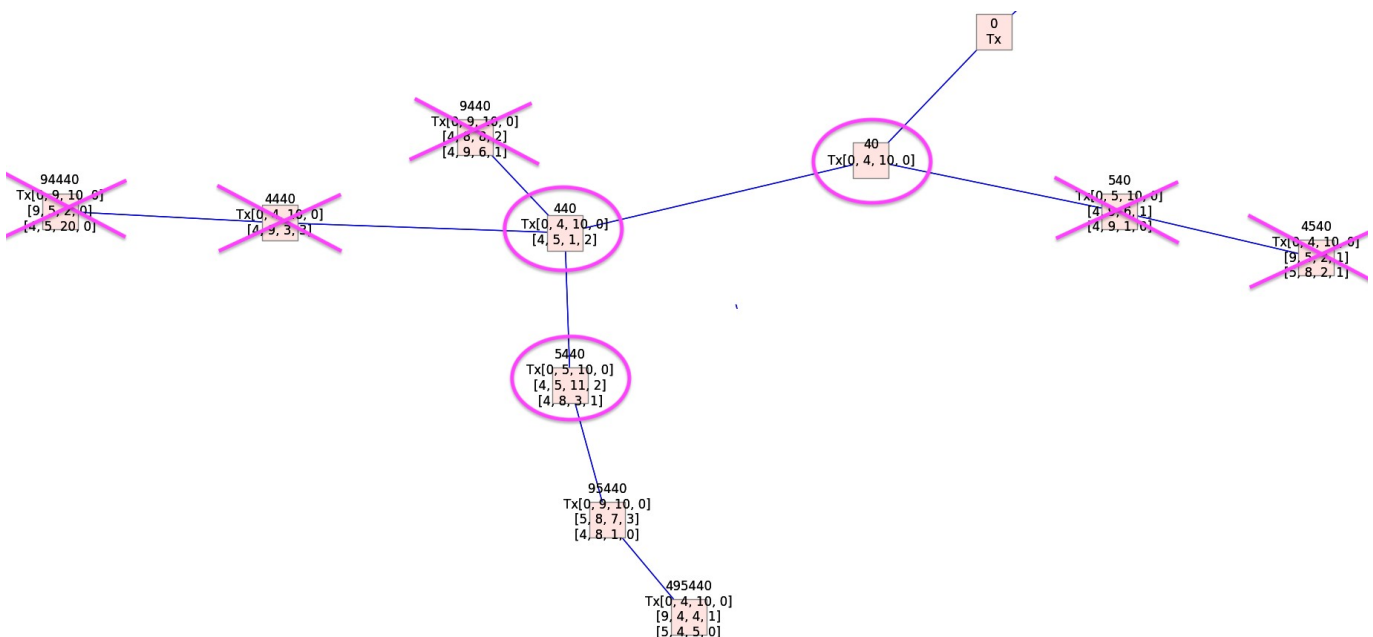 0
Tx
9440
Tx[0, 9, 10, 0]
[4, 8, 8, 2]
[4, 9, 6, 1]
40
Tx[0, 4, 10, 0]
94440
Tx[0, 9, 10, 0]
[9, 5, 2, 0]
[4, 5, 20, 0]
4440
Tx[0, 4, 10, 0]
[4, 9, 3,
440
Tx[0, 4, 10, 0]
[4, 5, 1, 2]
540
Tx[0, 5, 10, 0]
[4, 6, 1]
[4, 9, 1, 0]
4540
Tx[0, 4, 10, 0]
[9, 5, 2, 1]
[5, 8, 2, 1]
5440
Tx[0, 5, 10, 0]
[4, 5, 11, 2]
[4, 8, 3, 1]
95440
Tx[0, 9, 10, 0]
[5, 8, 7, 3]
[4, 8, 1, 0]
495440
Tx[0, 4, 10, 0]
[9, 4, 4, 1]
[5, 4, 5, 0]